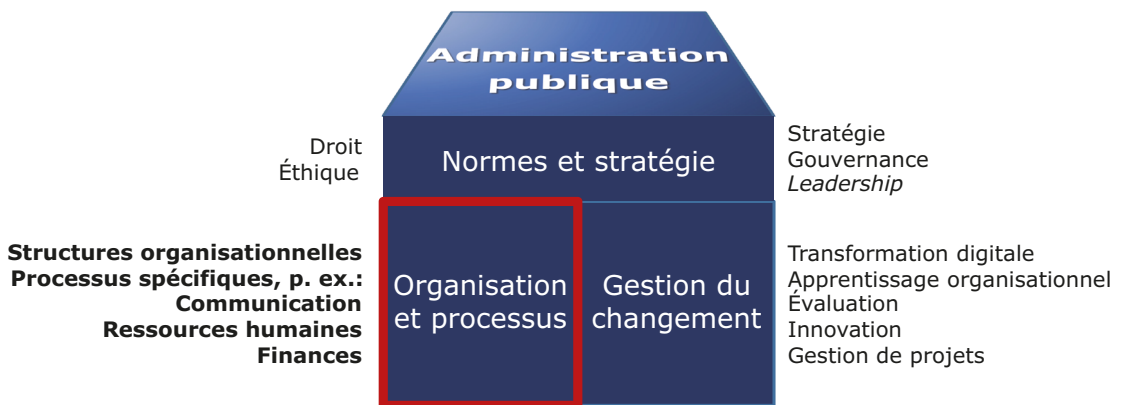 Administration
publique
Droit
Éthique
Normes et stratégie
Stratégie
Gouvernance
Leadership
Structures organisationnelles
Processus spécifiques, p. ex.:
Communication
Ressources humaines
Finances
Organisation
et processus
Gestion du
changement
Transformation digitale
Apprentissage organisationnel
Évaluation
Innovation
Gestion de projets